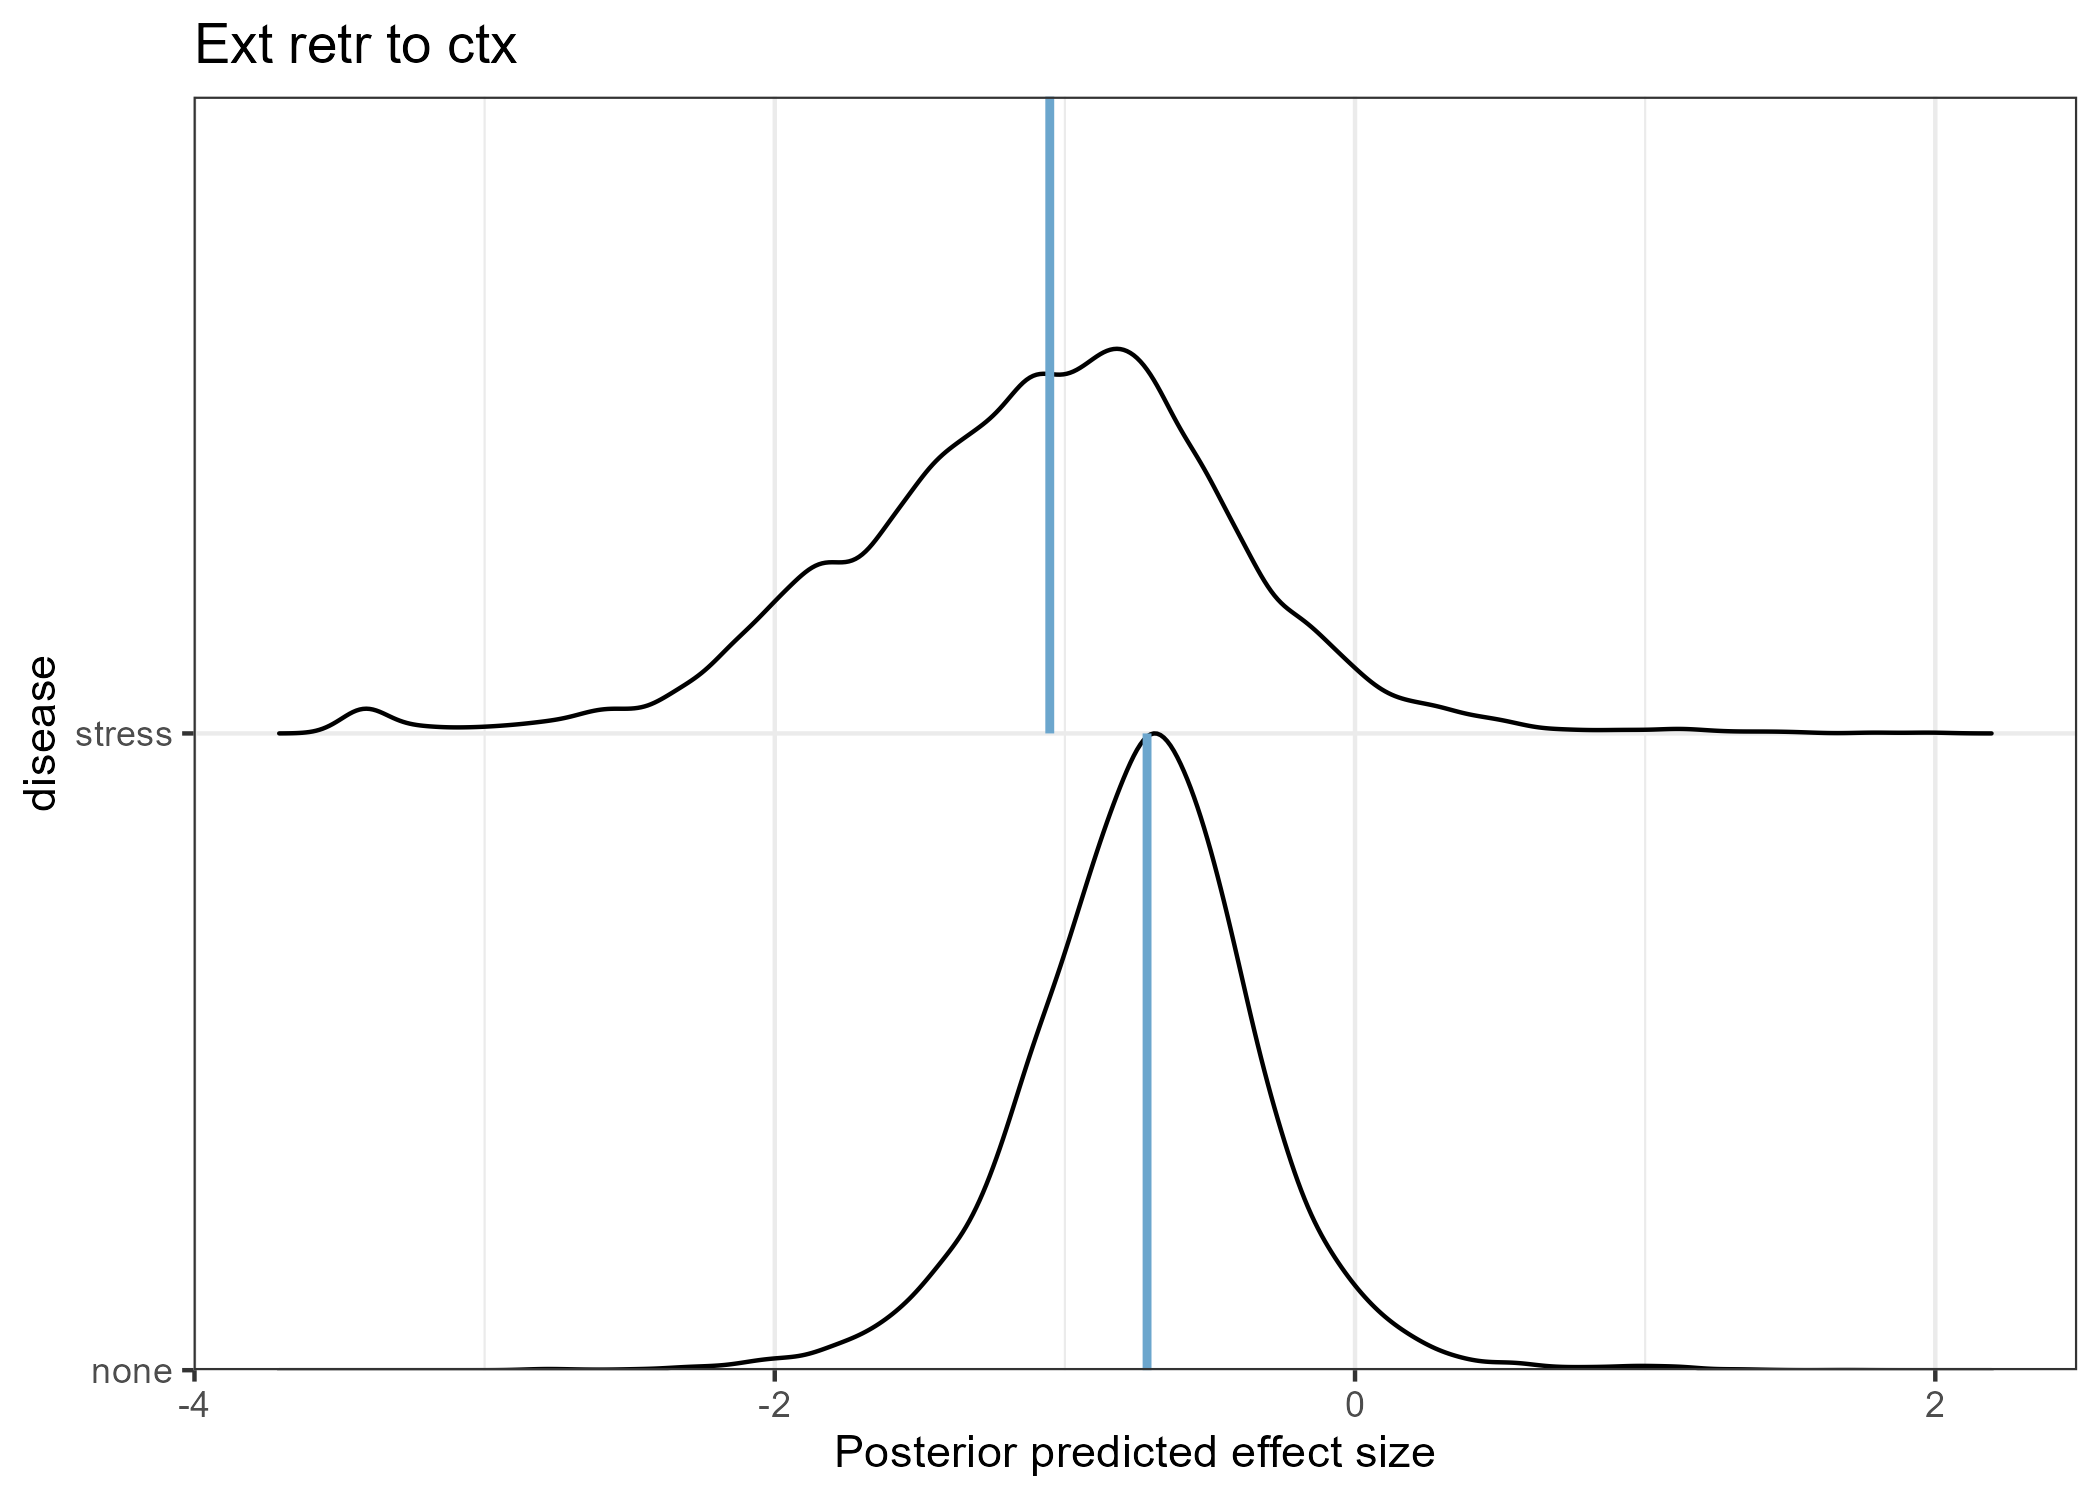 Ext retr to ctx
disease
stress
none
-4 -2 0 2
Posterior predicted effect size